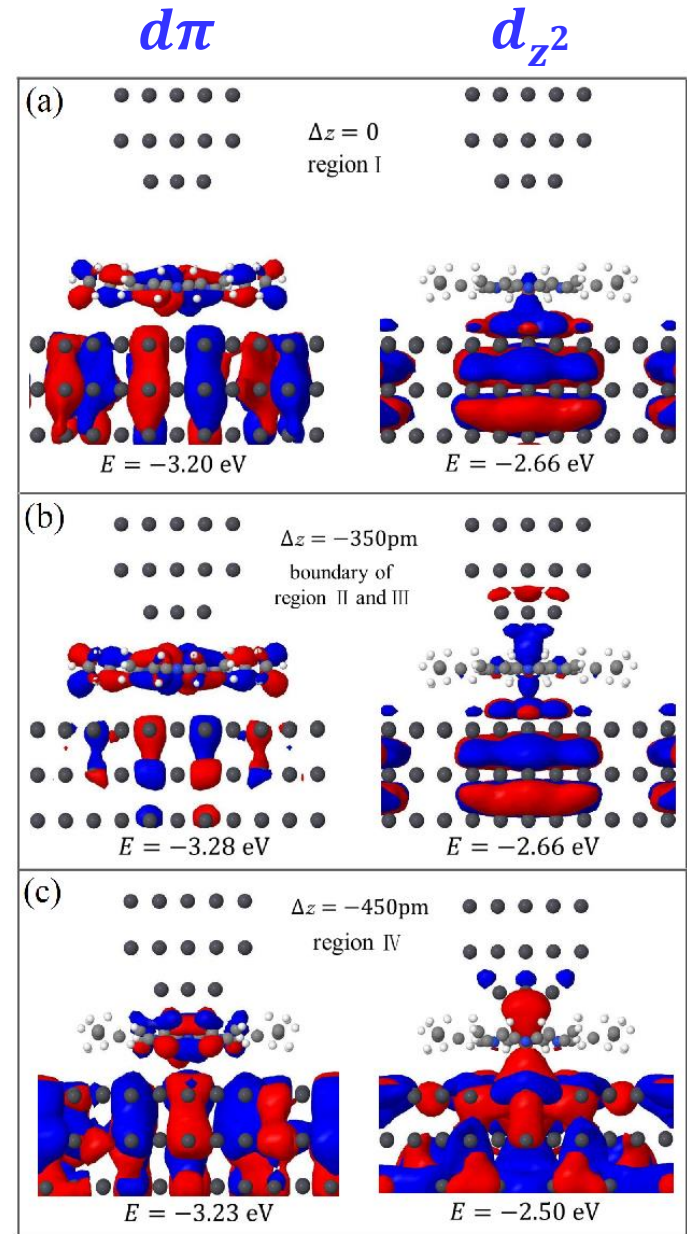 dπ
d_{z^2}
(a)
Δz = 0
region Ⅰ
E = −3.20 eV
E = −2.66 eV
(b)
Δz = −350pm
boundary of
region Ⅱ and Ⅲ
E = −3.28 eV
E = −2.66 eV
(c)
Δz = −450pm
region Ⅳ
E = −3.23 eV
E = −2.50 eV